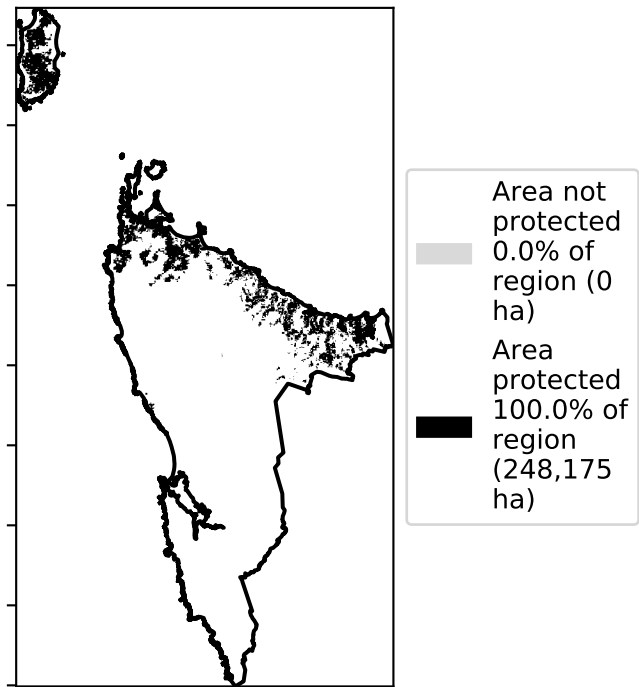 Area not
protected
0.0% of
region (0
ha)
Area
protected
100.0% of
region
(248,175
ha)